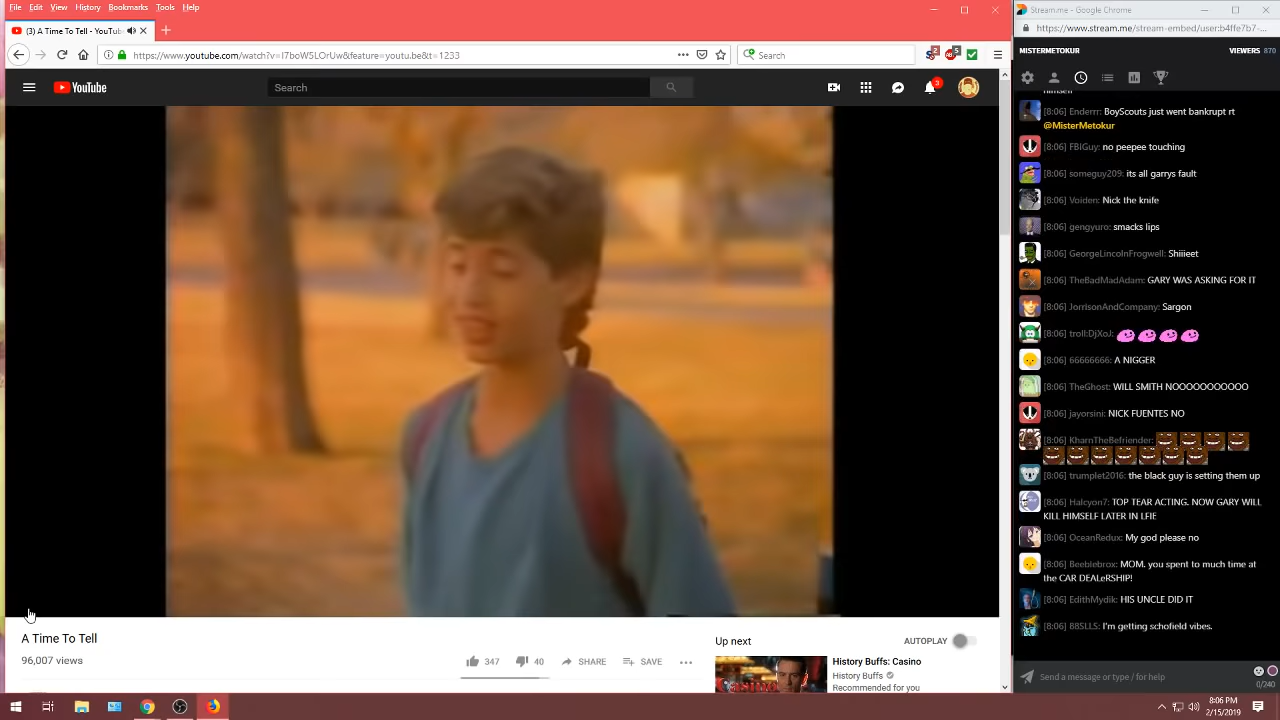 File Edit View History Bookmarks Tools Help
(3) A Time To Tell - YouTube
https://www.youtube.com/watch?v=I7boW5LOrUw&feature=youtu.be&t=1233
Search
2
5
YouTube
Search
3
A Time To Tell
96,007 views
347
40
SHARE
SAVE
Up next
AUTOPLAY
History Buffs: Casino
History Buffs
Recommended for you
Stream.me - Google Chrome
https://www.stream.me/stream-embed/user:b4ffe7b7-...
MISTERMETOKUR
VIEWERS 870
himself
[8:06] Enderrr: BoyScouts just went bankrupt rt
@MisterMetokur
[8:06] FBIGuy: no peepee touching
[8:06] someguy209: its all garrys fault
[8:06] Voiden: Nick the knife
[8:06] gengyuro: smacks lips
[8:06] GeorgeLincolnFrogwell: Shiiieet
[8:06] TheBadMadAdam: GARY WAS ASKING FOR IT
[8:06] JorrisonAndCompany: Sargon
[8:06] troll:DjXoJ:
[8:06] 66666666: A NIGGER
[8:06] TheGhost: WILL SMITH NOOOOOOOOOOO
[8:06] Jayorsini: NICK FUENTES NO
[8:06] KharnTheBefriender:
[8:06] trumplet2016: the black guy is setting them up
[8:06] Halcyon7: TOP TEAR ACTING. NOW GARY WILL
KILL HIMSELF LATER IN LFIE
[8:06] OceanRedux: My god please no
[8:06] Beeblebrox: MOM. you spent to much time at
the CAR DEALeRSHIP!
[8:06] EdithMydik: HIS UNCLE DID IT
[8:06] B8SLLS: I'm getting schofield vibes.
Send a message or type / for help
0/240
8:06 PM
2/15/2019